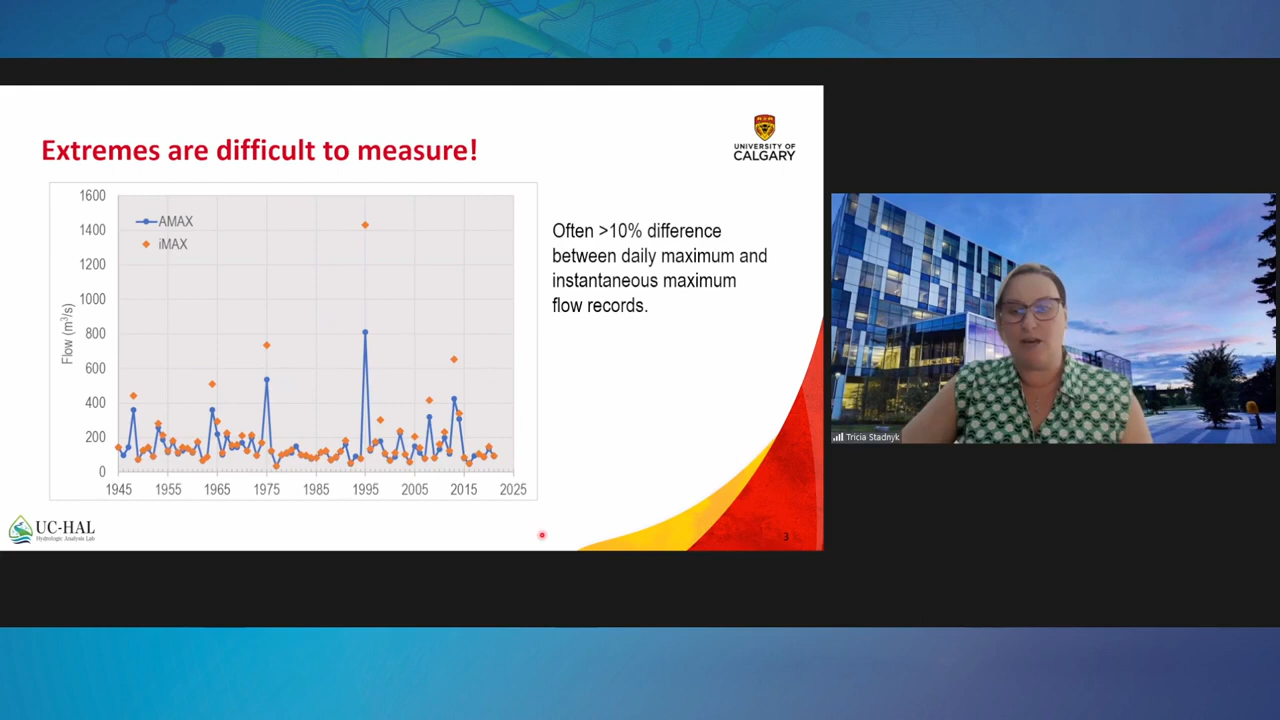 Extremes are difficult to measure!
UNIVERSITY OF
CALGARY
1600
1400
1200
1000
800
600
400
200
0
Flow (m³/s)
AMAX
iMAX
1945 1955 1965 1975 1985 1995 2005 2015 2025
Often >10% difference
between daily maximum and
instantaneous maximum
flow records.
UC-HAL
Hydrologic Analysis Lab
3
Tricia Stadnyk